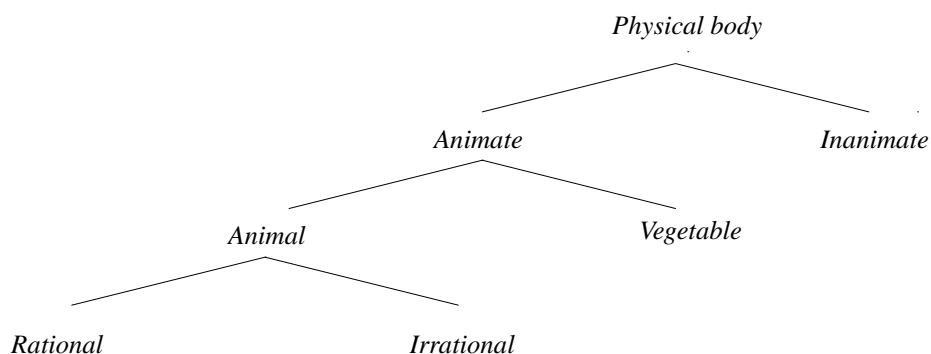 Physical body
Animate
Inanimate
Animal
Vegetable
Rational
Irrational